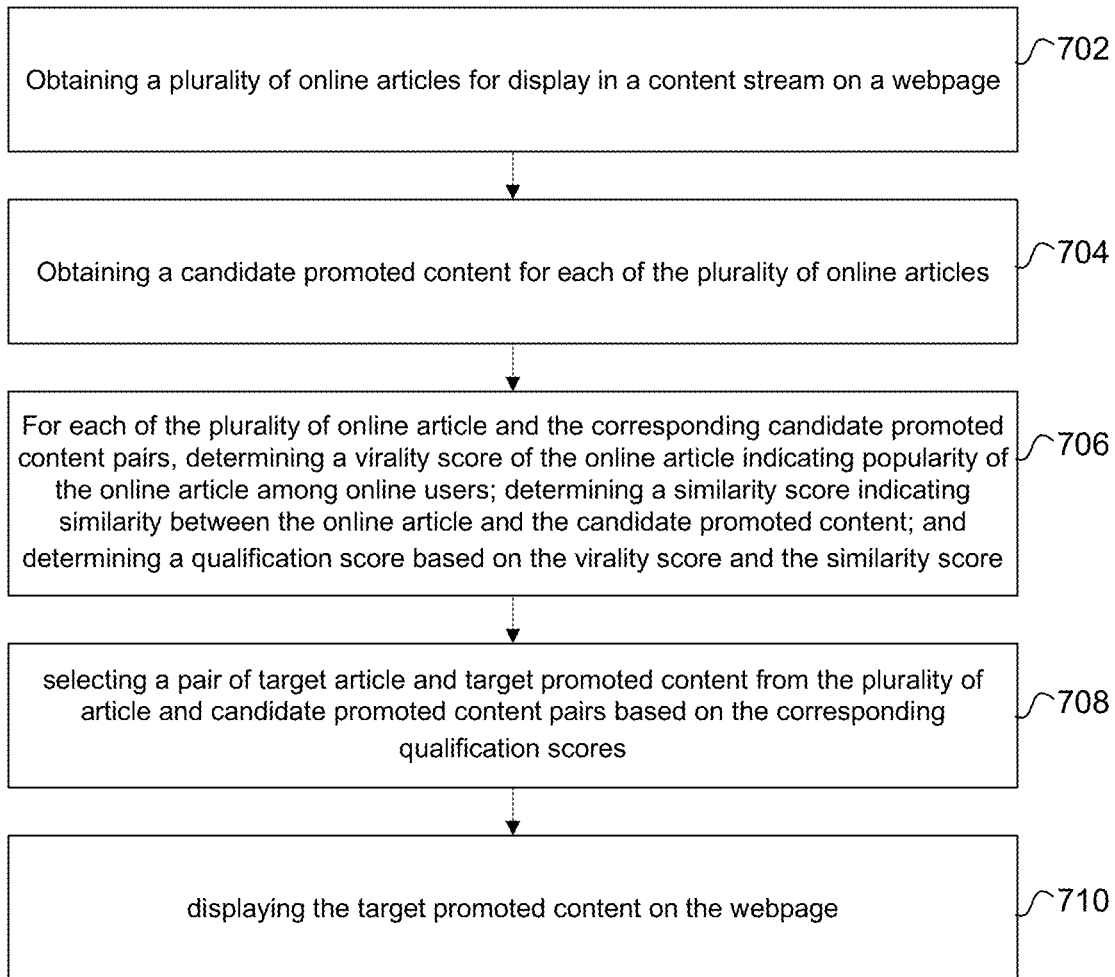 Obtaining a plurality of online articles for display in a content stream on a webpage
702
Obtaining a candidate promoted content for each of the plurality of online articles
704
For each of the plurality of online article and the corresponding candidate promoted
content pairs, determining a virality score of the online article indicating popularity of
the online article among online users; determining a similarity score indicating
similarity between the online article and the candidate promoted content; and
determining a qualification score based on the virality score and the similarity score
706
selecting a pair of target article and target promoted content from the plurality of
article and candidate promoted content pairs based on the corresponding
qualification scores
708
displaying the target promoted content on the webpage
710